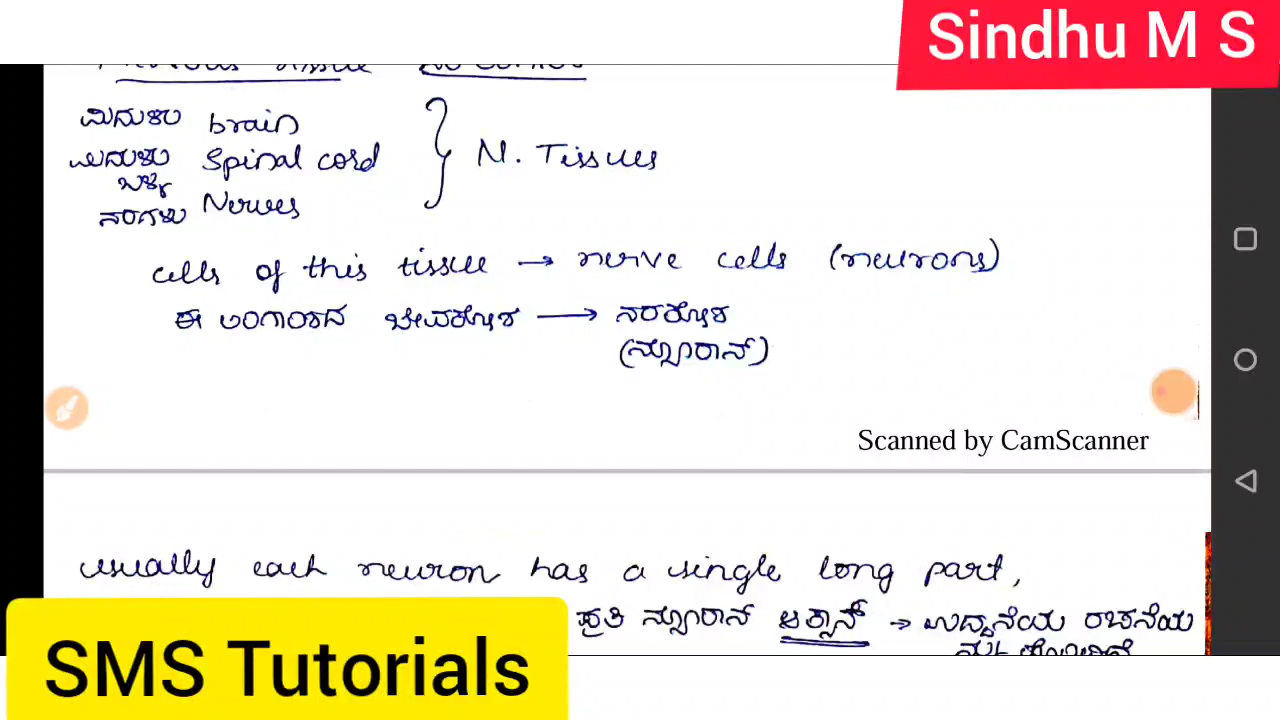 Sindhu M S
ಮಿದುಳು brain
ಮಿದುಳು Spinal cord } N. Tissues
ಬಳ್ಳಿ
ನರಗಳು Nerves
cells of this tissue → nerve cells (neurons)
ಈ ಅಂಗಾಂಶದ ಜೀವಕೋಶ → ನರಕೋಶ
(ನ್ಯೂರಾನ್)
Scanned by CamScanner
usually each neuron has a single long part,
ಪ್ರತಿ ನ್ಯೂರಾನ್ ಆಕ್ಸಾನ್ → ಉದ್ದನೆಯ ರಚನೆಯ
SMS Tutorials